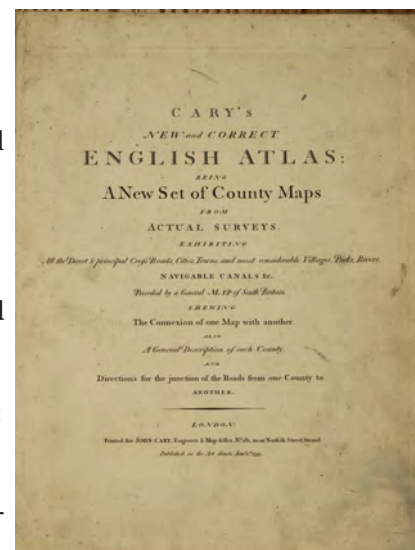 CARY'S
NEW and CORRECT
ENGLISH ATLAS:
BEING
A New Set of County Maps
FROM
ACTUAL SURVEYS.
EXHIBITING
All the Direct & principal Cross Roads, Cities, Towns, and most considerable Villages, Parks, Rivers,
NAVIGABLE CANALS &c.
Preceded by a General MAP of South Britain.
SHEWING
The Connexion of one Map with another.
ALSO
A General Description of each County.
AND
Directions for the junction of the Roads from one County to
ANOTHER.
LONDON:
Printed for JOHN CARY, Engraver & Map-seller, near Norfolk Street Strand.
Published as the Act directs